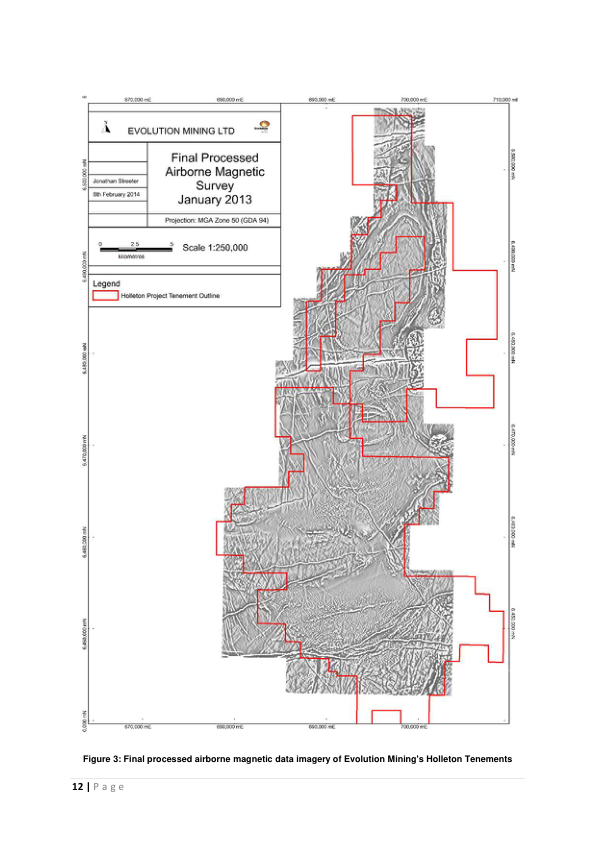 670,000 mE 680,000 mE 690,000 mE 700,000 mE 710,000 mE
EVOLUTION MINING LTD
Final Processed
Airborne Magnetic
Survey
January 2013
Jonathan Streeter
8th February 2014
Projection: MGA Zone 50 (GDA 94)
0 2.5 5
kilometres
Scale 1:250,000
Legend
Holleton Project Tenement Outline
6,490,000 mN
6,480,000 mN
6,470,000 mN
6,460,000 mN
6,450,000 mN
670,000 mE 680,000 mE 690,000 mE 700,000 mE
Figure 3: Final processed airborne magnetic data imagery of Evolution Mining's Holleton Tenements
12 | Page